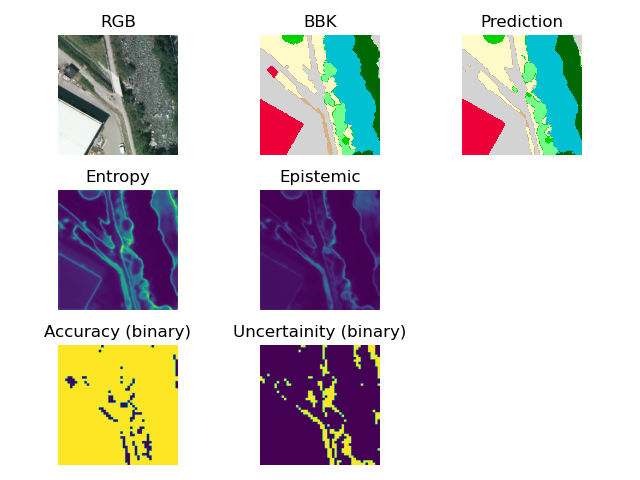 RGB
BBK
Prediction
Entropy
Epistemic
Accuracy (binary)
Uncertainity (binary)